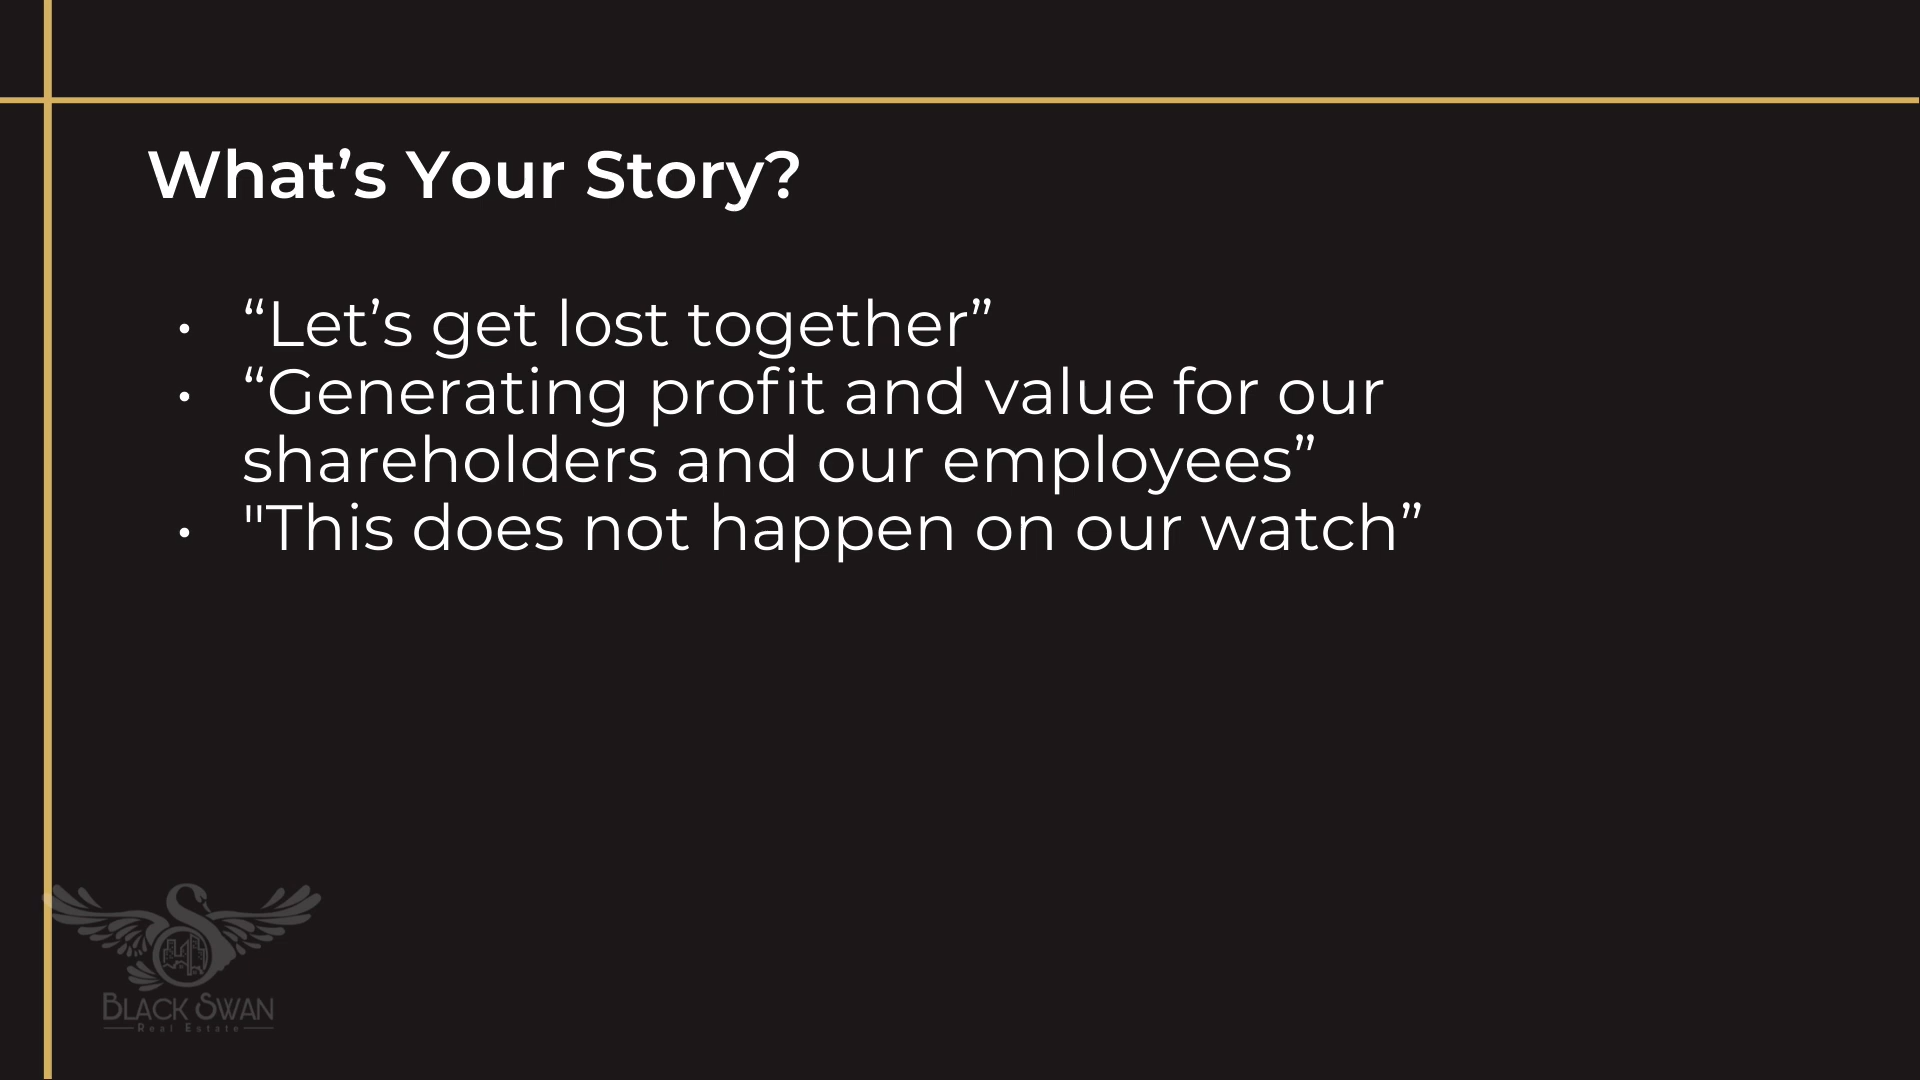 What’s Your Story?
• “Let’s get lost together”
• “Generating profit and value for our
shareholders and our employees”
• "This does not happen on our watch”
BLACK SWAN
Real Estate